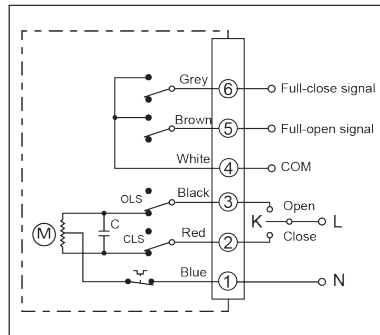 Grey 6 Full-close signal
Brown 5 Full-open signal
White 4 COM
OLS Black 3 Open
K L
M C
CLS Red 2 Close
Blue 1 N